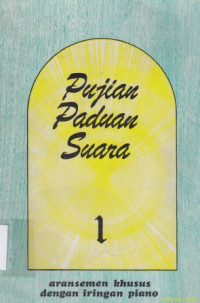 Pujian
Paduan
Suara
1
aransemen khusus
dengan iringan piano